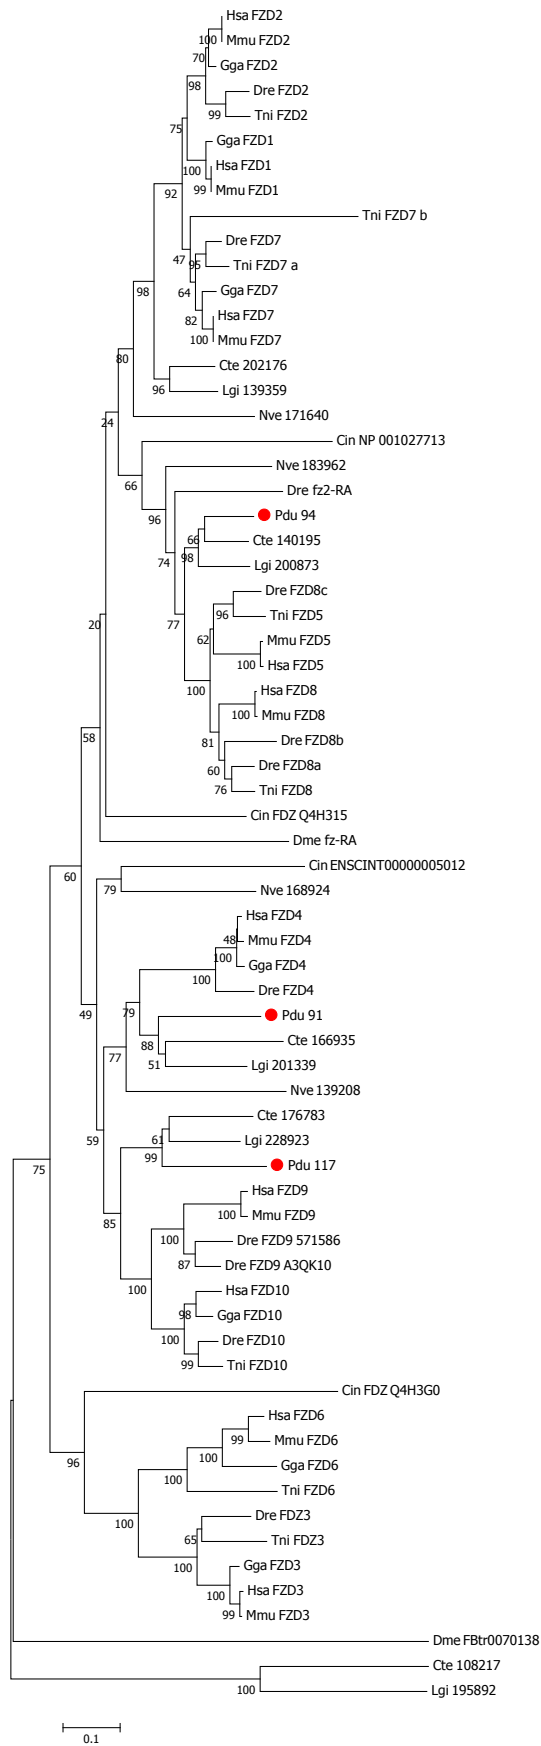 Hsa FZD2
100
Mmu FZD2
70
Gga FZD2
98
Dre FZD2
99
Tni FZD2
75
Gga FZD1
100
Hsa FZD1
99
Mmu FZD1
92
Tni FZD7 b
Dre FZD7
47
95
Tni FZD7 a
64
Gga FZD7
82
Hsa FZD7
100
Mmu FZD7
98
80
Cte 202176
96
Lgi 139359
24
Nve 171640
Cin NP 001027713
66
Nve 183962
96
Dre fz2-RA
Pdu 94
66
Cte 140195
74
98
Lgi 200873
Dre FZD8c
96
Tni FZD5
77
20
62
Mmu FZD5
100
Hsa FZD5
100
Hsa FZD8
100
Mmu FZD8
58
81
Dre FZD8b
60
Dre FZD8a
76
Tni FZD8
Cin FDZ Q4H315
Dme fz-RA
60
Cin ENSCINT00000005012
79
Nve 168924
Hsa FZD4
48
Mmu FZD4
100
Gga FZD4
100
Dre FZD4
49
79
Pdu 91
88
Cte 166935
77
51
Lgi 201339
Nve 139208
Cte 176783
59
61
Lgi 228923
99
Pdu 117
75
Hsa FZD9
85
100
Mmu FZD9
100
Dre FZD9 571586
87
Dre FZD9 A3QK10
100
Hsa FZD10
98
Gga FZD10
100
Dre FZD10
99
Tni FZD10
Cin FDZ Q4H3G0
Hsa FZD6
99
Mmu FZD6
96
100
Gga FZD6
100
Tni FZD6
Dre FDZ3
100
65
Tni FDZ3
100
Gga FZD3
100
Hsa FZD3
99
Mmu FZD3
Dme FBtr0070138
Cte 108217
100
Lgi 195892
0.1